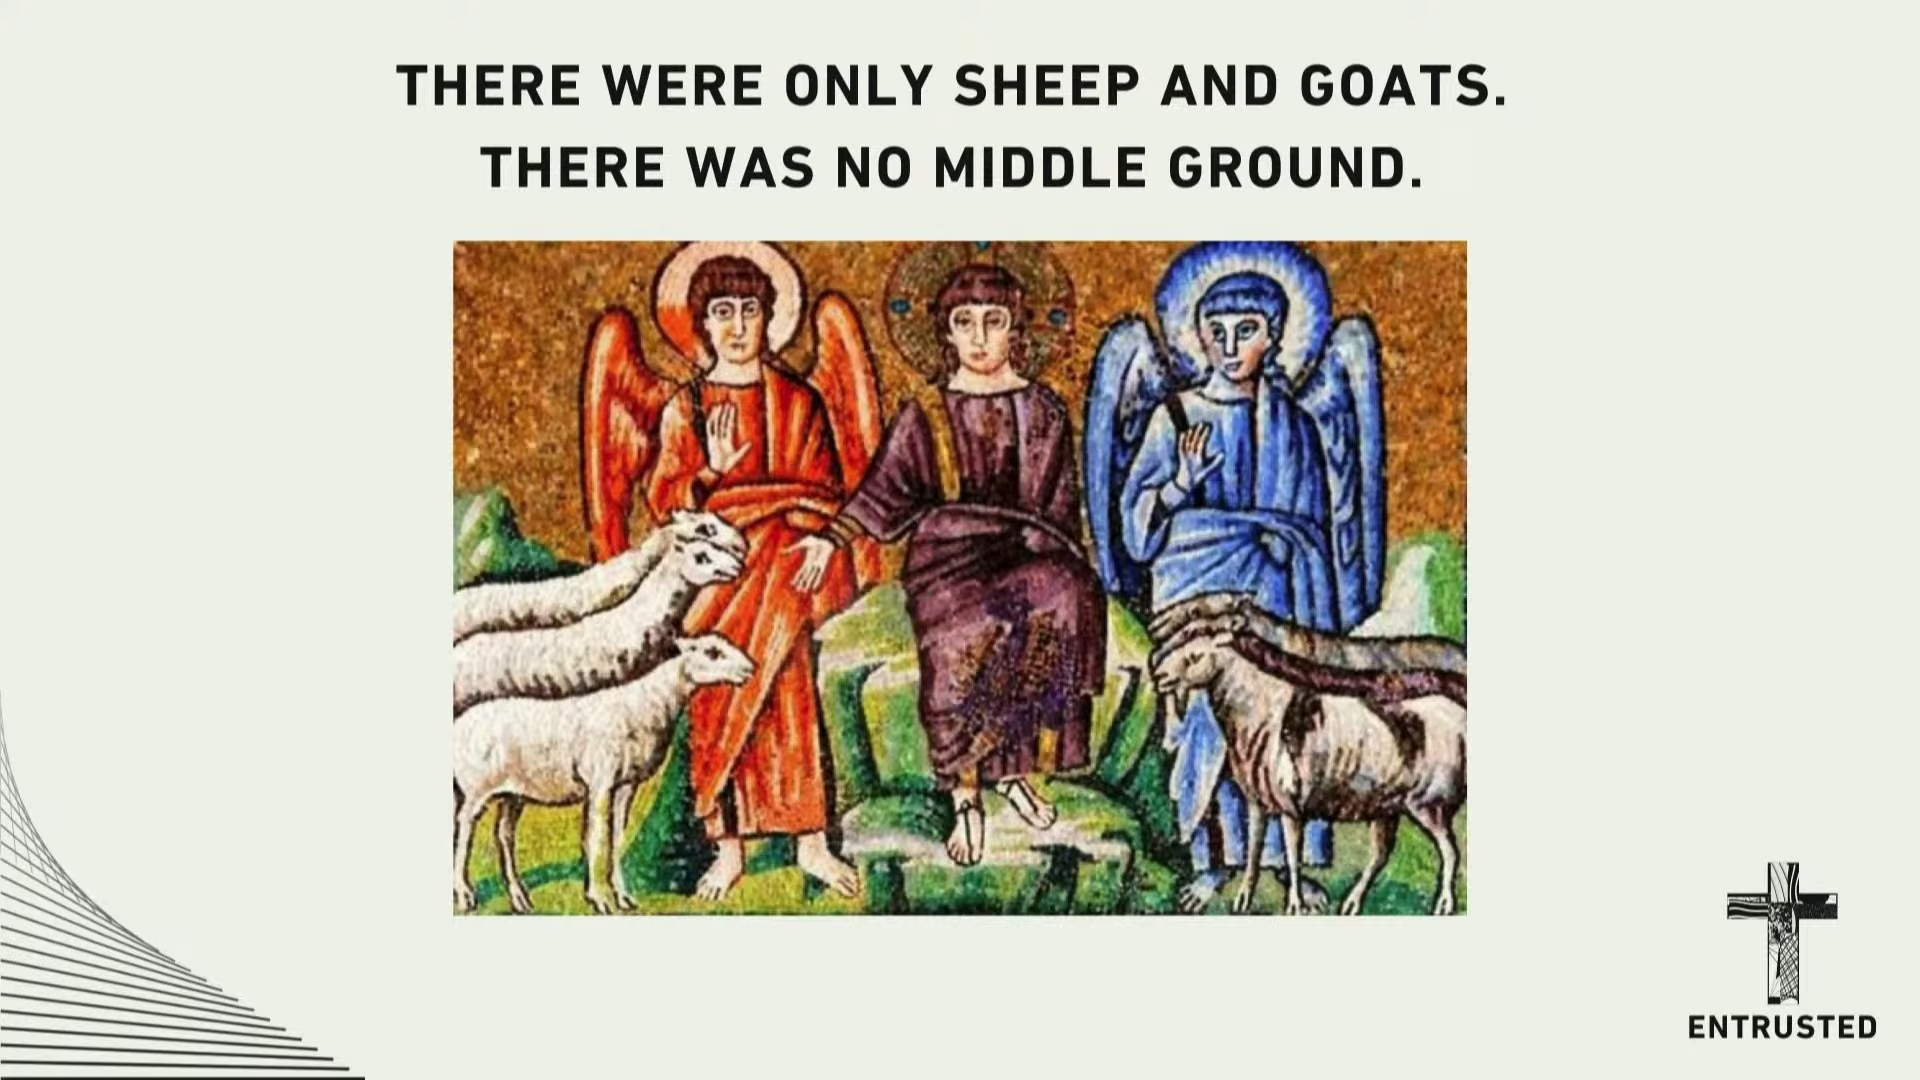 THERE WERE ONLY SHEEP AND GOATS.
THERE WAS NO MIDDLE GROUND.
ENTRUSTED